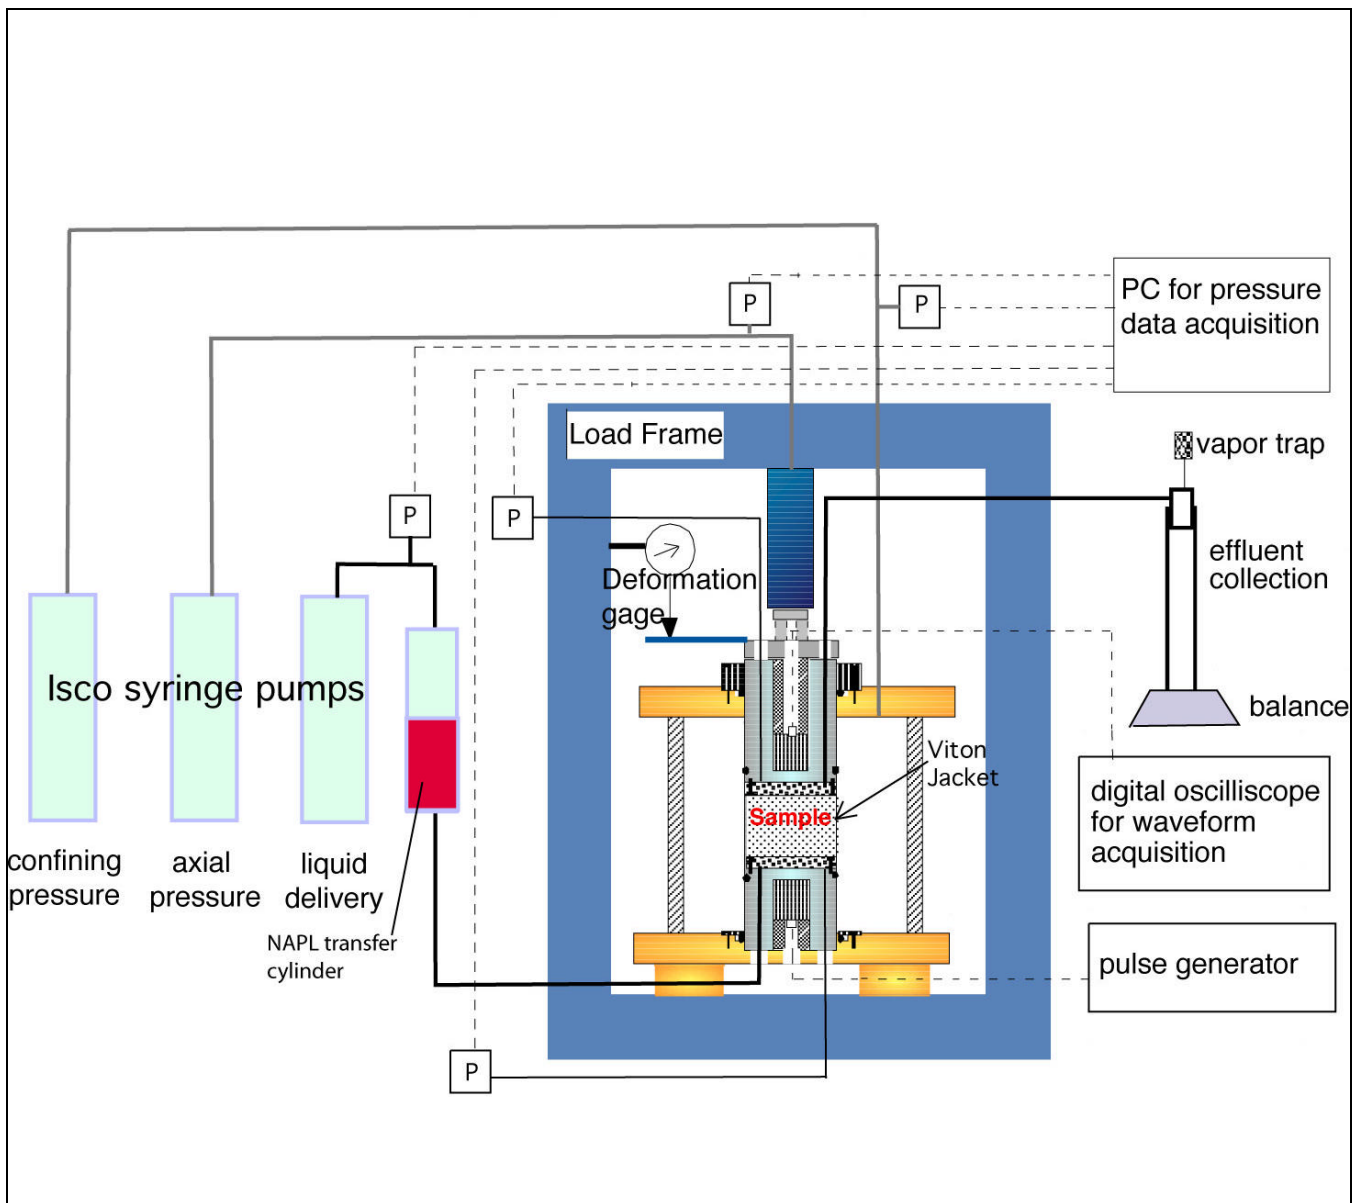 P
P
PC for pressure
data acquisition
Load Frame
vapor trap
P
P
effluent
collection
Deformation
gage
Isco syringe pumps
balance
Viton
Jacket
Sample
digital oscilliscope
for waveform
acquisition
confining
pressure
axial
pressure
liquid
delivery
NAPL transfer
cylinder
pulse generator
P